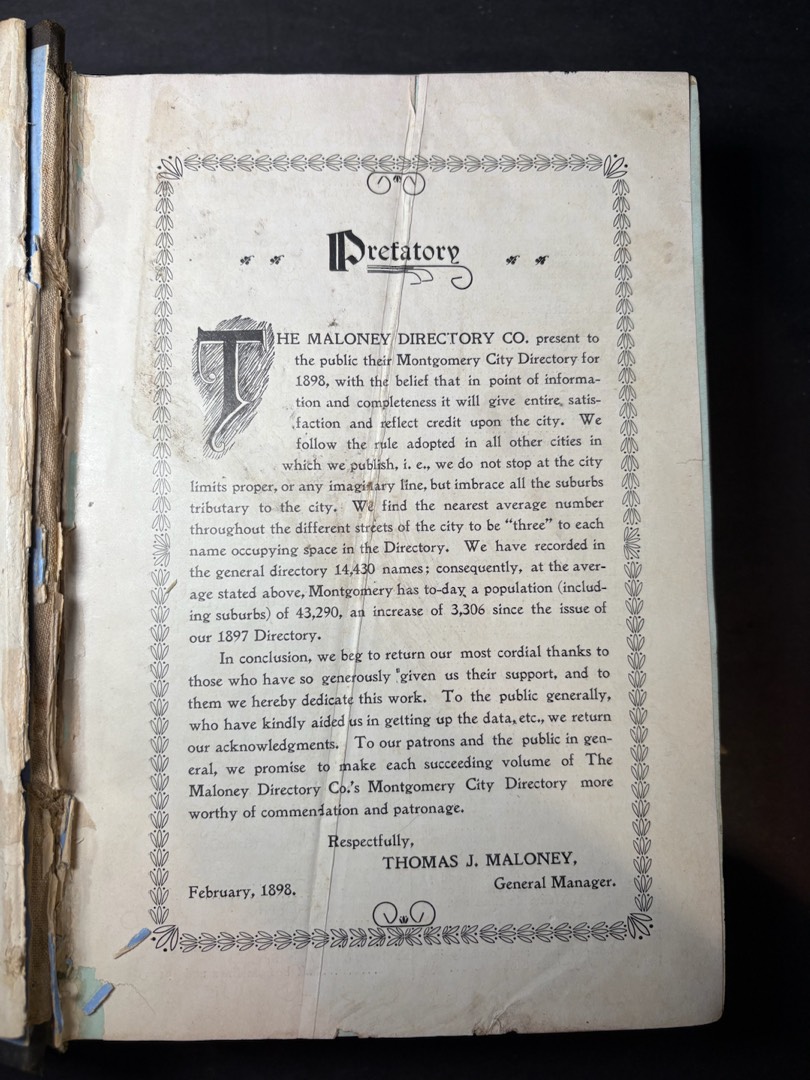 Prefatory
THE MALONEY DIRECTORY CO. present to
the public their Montgomery City Directory for
1898, with the belief that in point of informa-
tion and completeness it will give entire satis-
faction and reflect credit upon the city. We
follow the rule adopted in all other cities in
which we publish, i. e., we do not stop at the city
limits proper, or any imaginary line, but imbrace all the suburbs
tributary to the city. We find the nearest average number
throughout the different streets of the city to be "three" to each
name occupying space in the Directory. We have recorded in
the general directory 14,430 names; consequently, at the aver-
age stated above, Montgomery has to-day a population (includ-
ing suburbs) of 43,290, an increase of 3,306 since the issue of
our 1897 Directory.
In conclusion, we beg to return our most cordial thanks to
those who have so generously given us their support, and to
them we hereby dedicate this work. To the public generally,
who have kindly aided us in getting up the data, etc., we return
our acknowledgments. To our patrons and the public in gen-
eral, we promise to make each succeeding volume of The
Maloney Directory Co.'s Montgomery City Directory more
worthy of commendation and patronage.
Respectfully,
THOMAS J. MALONEY,
February, 1898. General Manager.